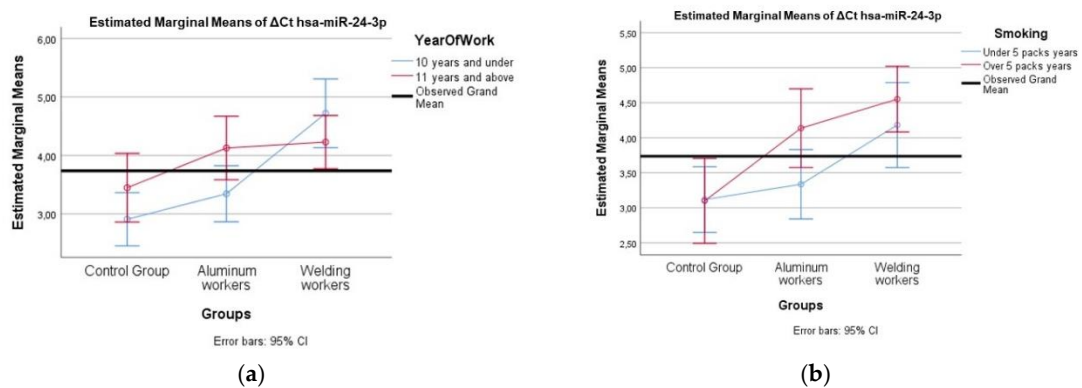 Estimated Marginal Means of ΔCt hsa-miR-24-3p
Estimated Marginal Means
6,00
5,00
4,00
3,00
Control Group
Aluminum
workers
Welding
workers
Groups
Error bars: 95% CI
YearOfWork
10 years and under
11 years and above
Observed Grand
Mean
(a)
Estimated Marginal Means of ΔCt hsa-miR-24-3p
Estimated Marginal Means
5,50
5,00
4,50
4,00
3,50
3,00
2,50
Control Group
Aluminum
workers
Welding
workers
Groups
Error bars: 95% CI
Smoking
Under 5 packs years
Over 5 packs years
Observed Grand
Mean
(b)